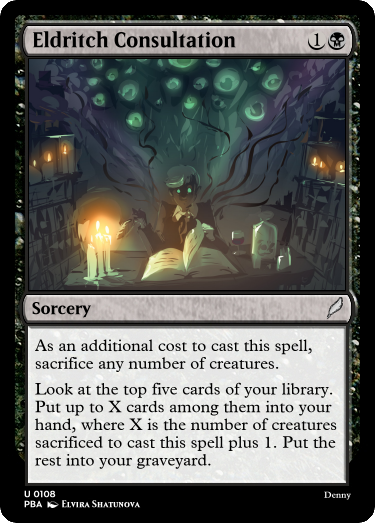 Eldritch Consultation 1
Sorcery
As an additional cost to cast this spell,
sacrifice any number of creatures.
Look at the top five cards of your library.
Put up to X cards among them into your
hand, where X is the number of creatures
sacrificed to cast this spell plus 1. Put the
rest into your graveyard.
U 0108 Denny
PBA Elvira Shatunova